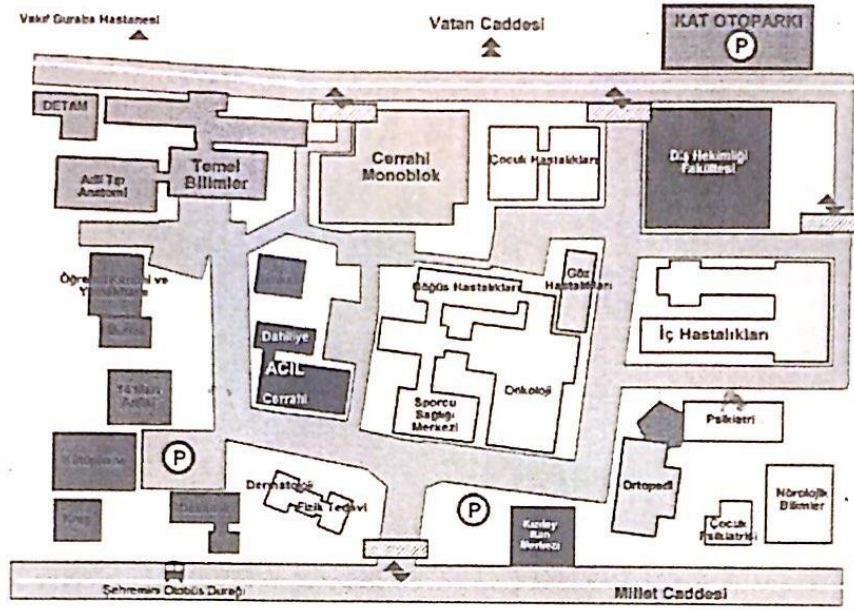 Vakıf Guraba Hastanesi
Vatan Caddesi
KAT OTOPARKI
P
DETAM
Temel
Bilimler
Adli Tıp
Anatomi
Cerrahi
Monoblok
Çocuk Hastalıkları
Diş Hekimliği
Fakültesi
Göğüs Hastalıkları
Göz
Hastalıkları
İç Hastalıkları
Dahiliye
ACİL
Cerrahi
Onkoloji
Sporcu
Sağlığı
Merkezi
Psikiatri
P
Ortopedi
Dermatoloji
Fizik Tedavi
P
Kızılay
Kan
Merkezi
Çocuk
Psikiatrisi
Nörolojik
Bilimler
Şehremini Otobüs Durağı
Millet Caddesi